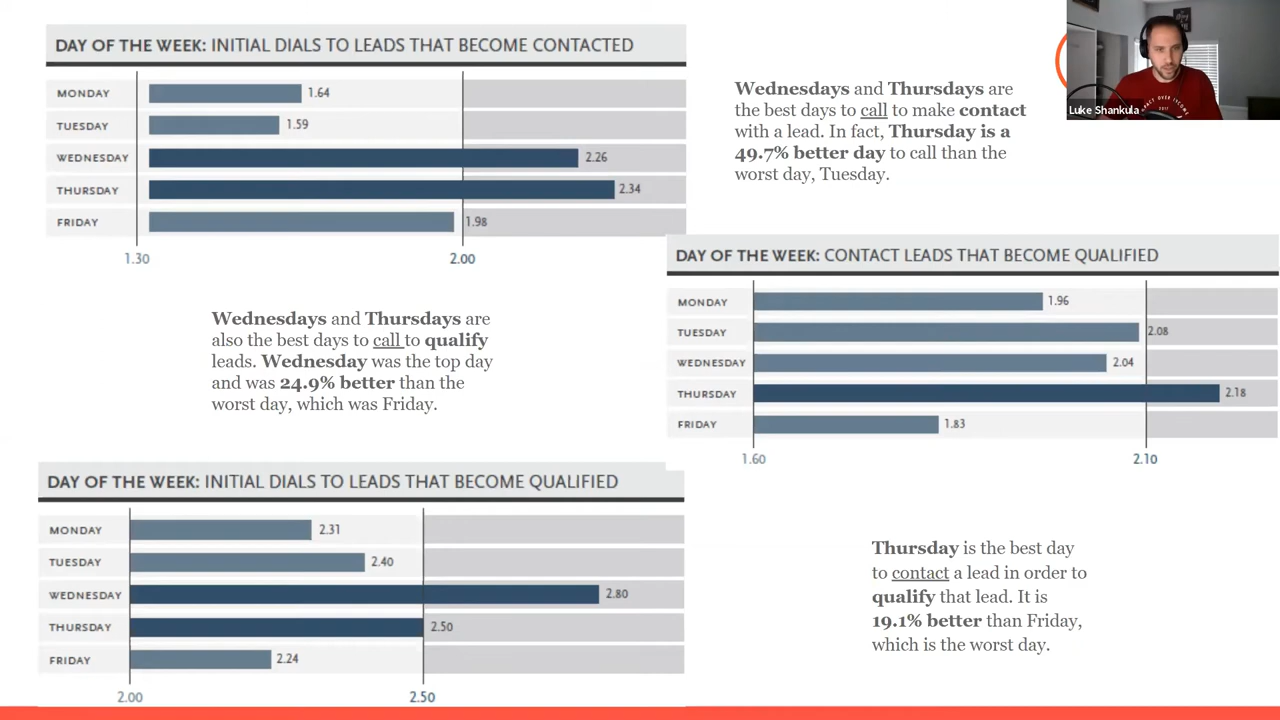 DAY OF THE WEEK: INITIAL DIALS TO LEADS THAT BECOME CONTACTED
MONDAY 1.64
TUESDAY 1.59
WEDNESDAY 2.26
THURSDAY 2.34
FRIDAY 1.98
1.30 2.00
Wednesdays and Thursdays are
the best days to call to make contact
with a lead. In fact, Thursday is a
49.7% better day to call than the
worst day, Tuesday.
Luke Shankula
DAY OF THE WEEK: CONTACT LEADS THAT BECOME QUALIFIED
MONDAY 1.96
TUESDAY 2.08
WEDNESDAY 2.04
THURSDAY 2.18
FRIDAY 1.83
1.60 2.10
Wednesdays and Thursdays are
also the best days to call to qualify
leads. Wednesday was the top day
and was 24.9% better than the
worst day, which was Friday.
DAY OF THE WEEK: INITIAL DIALS TO LEADS THAT BECOME QUALIFIED
MONDAY 2.31
TUESDAY 2.40
WEDNESDAY 2.80
THURSDAY 2.50
FRIDAY 2.24
2.00 2.50
Thursday is the best day
to contact a lead in order to
qualify that lead. It is
19.1% better than Friday,
which is the worst day.